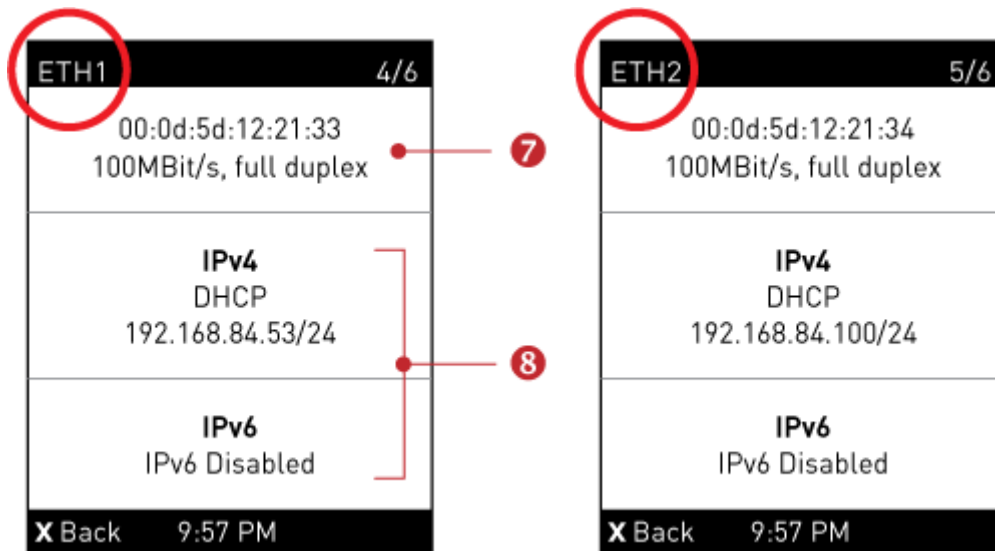 ETH1 4/6
00:0d:5d:12:21:33
100MBit/s, full duplex
7
IPv4
DHCP
192.168.84.53/24
8
IPv6
IPv6 Disabled
X Back 9:57 PM
ETH2 5/6
00:0d:5d:12:21:34
100MBit/s, full duplex
IPv4
DHCP
192.168.84.100/24
IPv6
IPv6 Disabled
X Back 9:57 PM